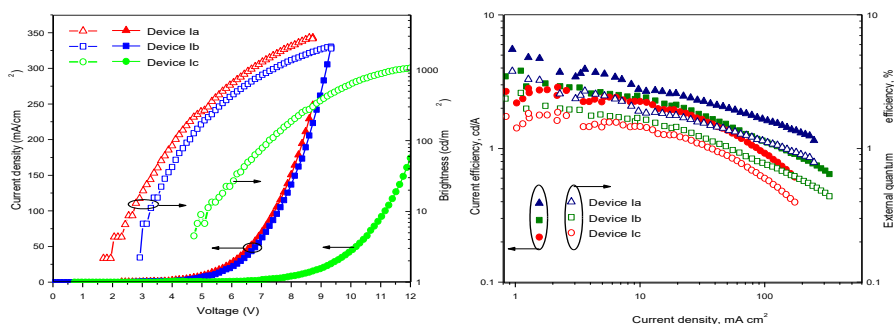 Device Ia
Device Ib
Device Ic
Current density (mA/cm
2
)
350
300
250
200
150
100
50
0
0 1 2 3 4 5 6 7 8 9 10 11 12
Voltage (V)
1000
100
10
1
Brightness (cd/m
2
)
10
1
0.1
Current efficiency, cd/A
1 10 100
Current density, mA cm²
10
1
0.1
External quantum
efficiency, %
Device Ia
Device Ib
Device Ic